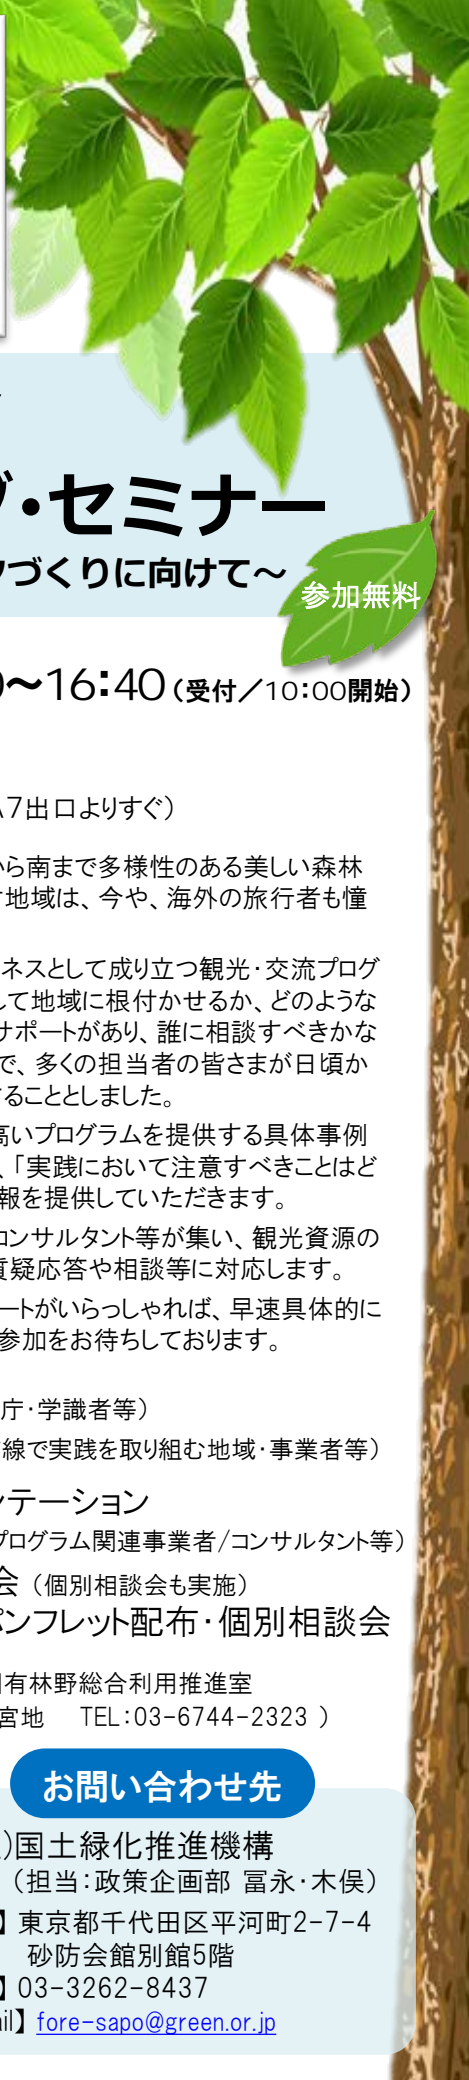 ・セミナー
づくりに向けて～
参加無料
～16:40（受付／10:00開始）
A7出口よりすぐ）
から南まで多様性のある美しい森林
地域は、今や、海外の旅行者も憧
ネスとして成り立つ観光・交流プログ
して地域に根付かせるか、どのような
サポートがあり、誰に相談すべきかな
で、多くの担当者の皆さまが日頃か
することとしました。
高いプログラムを提供する具体事例
、「実践において注意すべきことはど
報を提供していただきます。
コンサルタント等が集い、観光資源の
質疑応答や相談等に対応します。
ートがいらっしゃれば、早速具体的に
参加をお待ちしております。
庁・学識者等）
線で実践を取り組む地域・事業者等）
ンテーション
プログラム関連事業者/コンサルタント等）
会（個別相談会も実施）
パンフレット配布・個別相談会
有林野総合利用推進室
宮地　TEL:03-6744-2323 ）
お問い合わせ先
)国土緑化推進機構
（担当:政策企画部 冨永・木俣）
】東京都千代田区平河町2-7-4
砂防会館別館5階
】03-3262-8437
ail】fore-sapo@green.or.jp